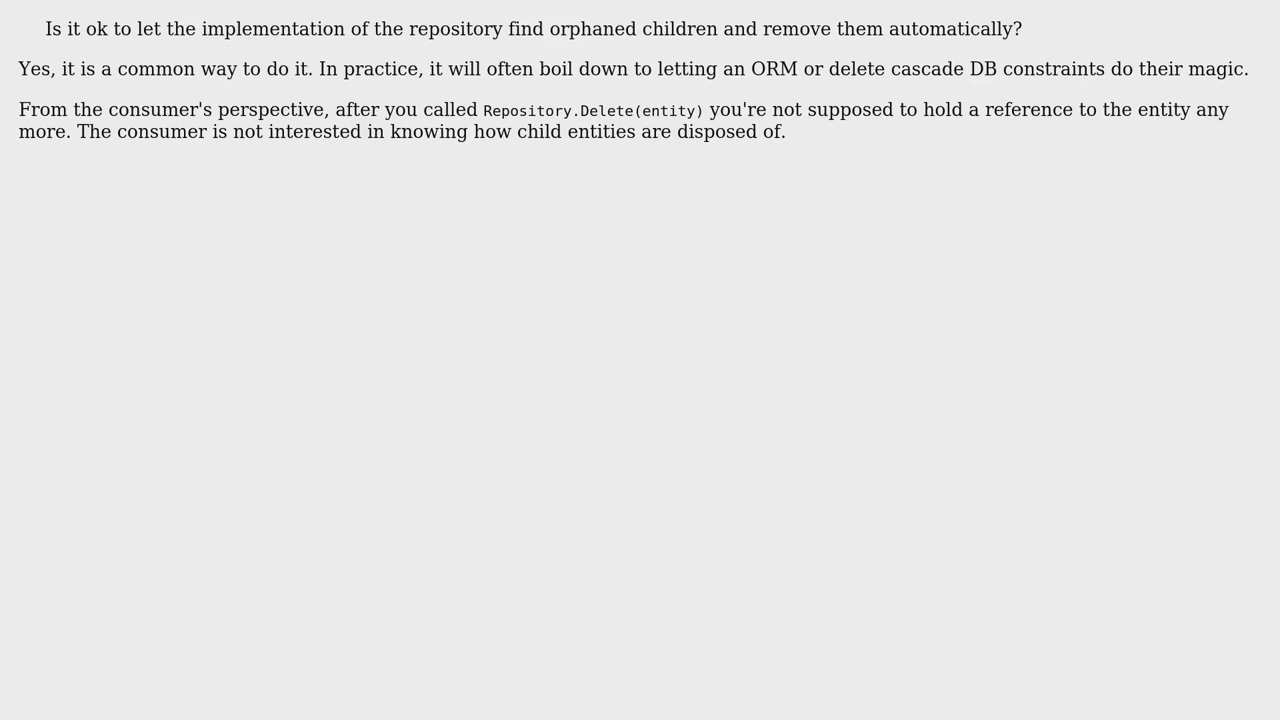 Is it ok to let the implementation of the repository find orphaned children and remove them automatically?
Yes, it is a common way to do it. In practice, it will often boil down to letting an ORM or delete cascade DB constraints do their magic.
From the consumer's perspective, after you called Repository.Delete(entity) you're not supposed to hold a reference to the entity any
more. The consumer is not interested in knowing how child entities are disposed of.